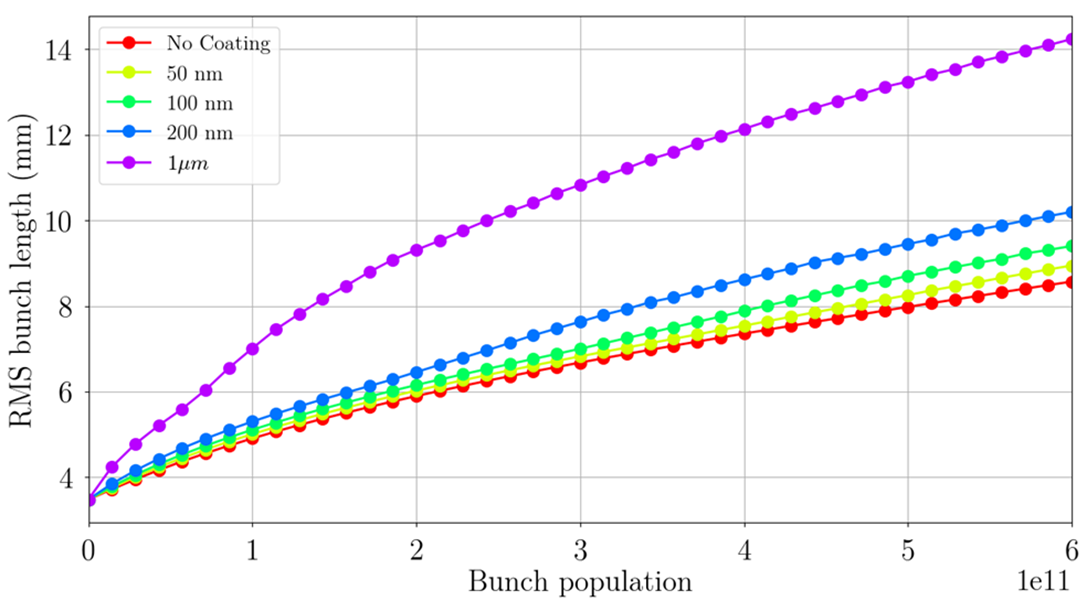 No Coating
50 nm
100 nm
200 nm
1μm
RMS bunch length (mm)
14
12
10
8
6
4
0 1 2 3 4 5 6
Bunch population
1e11